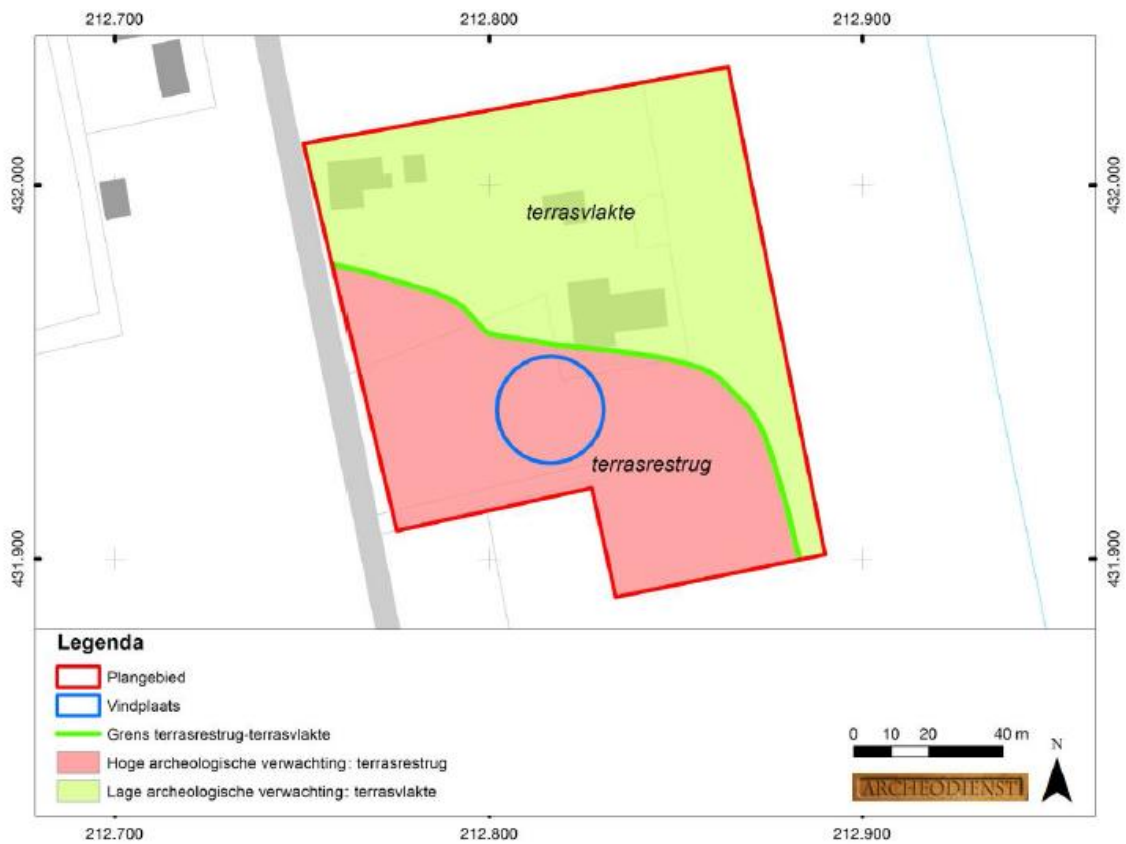 212.700 212.800 212.900
432.000 432.000
terrasvlakte
terrasrestrug
431.900 431.900
Legenda
Plangebied
Vindplaats
Grens terrasrestrug-terrasvlakte
Hoge archeologische verwachting: terrasrestrug
Lage archeologische verwachting: terrasvlakte
0 10 20 40 m
N
ARCHEODIENST
212.700 212.800 212.900